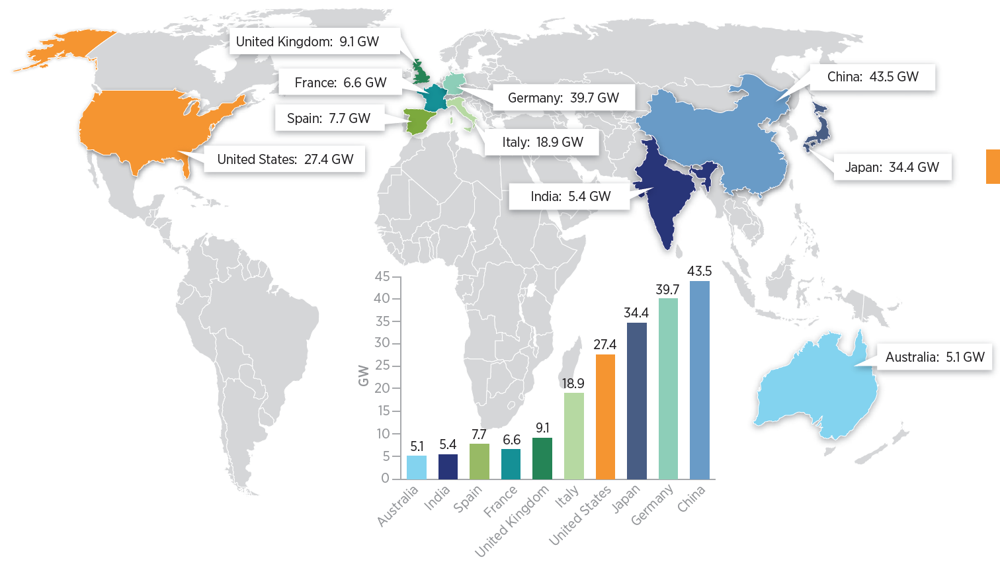 United Kingdom: 9.1 GW
France: 6.6 GW
Spain: 7.7 GW
United States: 27.4 GW
Germany: 39.7 GW
Italy: 18.9 GW
India: 5.4 GW
China: 43.5 GW
Japan: 34.4 GW
Australia: 5.1 GW
GW
45
40
35
30
25
20
15
10
5
0
5.1
5.4
7.7
6.6
9.1
18.9
27.4
34.4
39.7
43.5
Australia
India
Spain
France
United Kingdom
Italy
United States
Japan
Germany
China